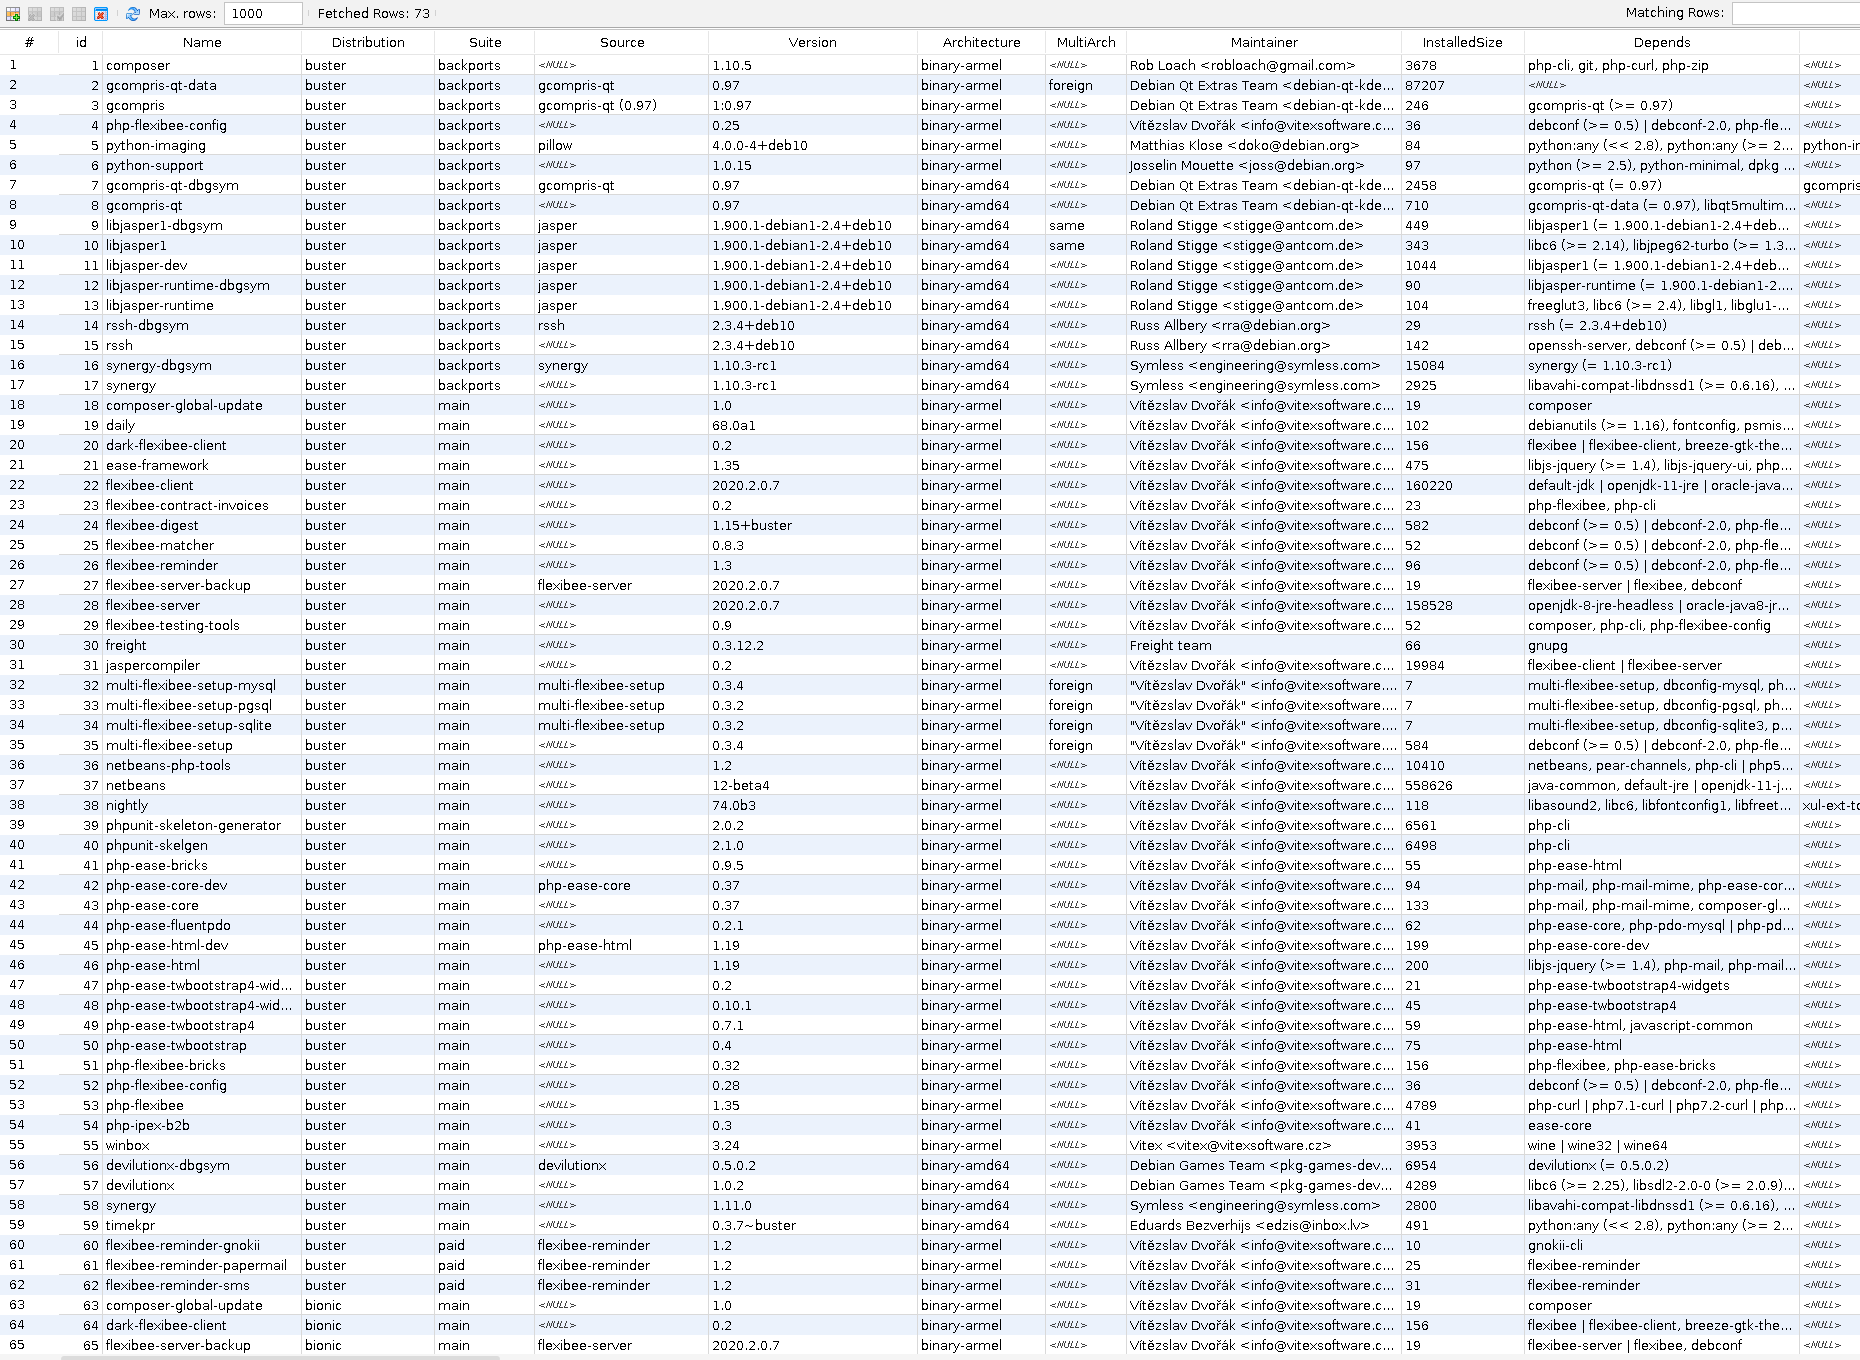 Max. rows: 1000 Fetched Rows: 73 Matching Rows:
# id Name Distribution Suite Source Version Architecture MultiArch Maintainer InstalledSize Depends
1 1 composer buster backports <NULL> 1.10.5 binary-armel <NULL> Rob Loach <robloach@gmail.com> 3678 php-cli, git, php-curl, php-zip <NULL>
2 2 gcompris-qt-data buster backports gcompris-qt 0.97 binary-armel foreign Debian Qt Extras Team <debian-qt-kde... 87207 <NULL> <NULL>
3 3 gcompris buster backports gcompris-qt (0.97) 1:0.97 binary-armel <NULL> Debian Qt Extras Team <debian-qt-kde... 246 gcompris-qt (>= 0.97) <NULL>
4 4 php-flexibee-config buster backports <NULL> 0.25 binary-armel <NULL> Vítězslav Dvořák <info@vitexsoftware.c... 36 debconf (>= 0.5) | debconf-2.0, php-fle... <NULL>
5 5 python-imaging buster backports pillow 4.0.0-4+deb10 binary-armel <NULL> Matthias Klose <doko@debian.org> 84 python:any (<< 2.8), python:any (>= 2... python-i
6 6 python-support buster backports <NULL> 1.0.15 binary-armel <NULL> Josselin Mouette <joss@debian.org> 97 python (>= 2.5), python-minimal, dpkg ... <NULL>
7 7 gcompris-qt-dbgsym buster backports gcompris-qt 0.97 binary-amd64 <NULL> Debian Qt Extras Team <debian-qt-kde... 2458 gcompris-qt (= 0.97) gcompris
8 8 gcompris-qt buster backports <NULL> 0.97 binary-amd64 <NULL> Debian Qt Extras Team <debian-qt-kde... 710 gcompris-qt-data (= 0.97), libqt5multim... <NULL>
9 9 libjasper1-dbgsym buster backports jasper 1.900.1-debian1-2.4+deb10 binary-amd64 same Roland Stigge <stigge@antcom.de> 449 libjasper1 (= 1.900.1-debian1-2.4+deb... <NULL>
10 10 libjasper1 buster backports jasper 1.900.1-debian1-2.4+deb10 binary-amd64 same Roland Stigge <stigge@antcom.de> 343 libc6 (>= 2.14), libjpeg62-turbo (>= 1.3... <NULL>
11 11 libjasper-dev buster backports jasper 1.900.1-debian1-2.4+deb10 binary-amd64 <NULL> Roland Stigge <stigge@antcom.de> 1044 libjasper1 (= 1.900.1-debian1-2.4+deb... <NULL>
12 12 libjasper-runtime-dbgsym buster backports jasper 1.900.1-debian1-2.4+deb10 binary-amd64 <NULL> Roland Stigge <stigge@antcom.de> 90 libjasper-runtime (= 1.900.1-debian1-2.... <NULL>
13 13 libjasper-runtime buster backports jasper 1.900.1-debian1-2.4+deb10 binary-amd64 <NULL> Roland Stigge <stigge@antcom.de> 104 freeglut3, libc6 (>= 2.4), libgl1, libglu1-... <NULL>
14 14 rssh-dbgsym buster backports rssh 2.3.4+deb10 binary-amd64 <NULL> Russ Allbery <rra@debian.org> 29 rssh (= 2.3.4+deb10) <NULL>
15 15 rssh buster backports <NULL> 2.3.4+deb10 binary-amd64 <NULL> Russ Allbery <rra@debian.org> 142 openssh-server, debconf (>= 0.5) | deb... <NULL>
16 16 synergy-dbgsym buster backports synergy 1.10.3-rc1 binary-amd64 <NULL> Symless <engineering@symless.com> 15084 synergy (= 1.10.3-rc1) <NULL>
17 17 synergy buster backports <NULL> 1.10.3-rc1 binary-amd64 <NULL> Symless <engineering@symless.com> 2925 libavahi-compat-libdnssd1 (>= 0.6.16), ... <NULL>
18 18 composer-global-update buster main <NULL> 1.0 binary-armel <NULL> Vítězslav Dvořák <info@vitexsoftware.c... 19 composer <NULL>
19 19 daily buster main <NULL> 68.0a1 binary-armel <NULL> Vítězslav Dvořák <info@vitexsoftware.c... 102 debianutils (>= 1.16), fontconfig, psmis... <NULL>
20 20 dark-flexibee-client buster main <NULL> 0.2 binary-armel <NULL> Vítězslav Dvořák <info@vitexsoftware.c... 156 flexibee | flexibee-client, breeze-gtk-the... <NULL>
21 21 ease-framework buster main <NULL> 1.35 binary-armel <NULL> Vítězslav Dvořák <info@vitexsoftware.c... 475 libjs-jquery (>= 1.4), libjs-jquery-ui, php... <NULL>
22 22 flexibee-client buster main <NULL> 2020.2.0.7 binary-armel <NULL> Vítězslav Dvořák <info@vitexsoftware.c... 160220 default-jdk | openjdk-11-jre | oracle-java... <NULL>
23 23 flexibee-contract-invoices buster main <NULL> 0.2 binary-armel <NULL> Vítězslav Dvořák <info@vitexsoftware.c... 23 php-flexibee, php-cli <NULL>
24 24 flexibee-digest buster main <NULL> 1.15+buster binary-armel <NULL> Vítězslav Dvořák <info@vitexsoftware.c... 582 debconf (>= 0.5) | debconf-2.0, php-fle... <NULL>
25 25 flexibee-matcher buster main <NULL> 0.8.3 binary-armel <NULL> Vítězslav Dvořák <info@vitexsoftware.c... 52 debconf (>= 0.5) | debconf-2.0, php-fle... <NULL>
26 26 flexibee-reminder buster main <NULL> 1.3 binary-armel <NULL> Vítězslav Dvořák <info@vitexsoftware.c... 96 debconf (>= 0.5) | debconf-2.0, php-fle... <NULL>
27 27 flexibee-server-backup buster main flexibee-server 2020.2.0.7 binary-armel <NULL> Vítězslav Dvořák <info@vitexsoftware.c... 19 flexibee-server | flexibee, debconf <NULL>
28 28 flexibee-server buster main <NULL> 2020.2.0.7 binary-armel <NULL> Vítězslav Dvořák <info@vitexsoftware.c... 158528 openjdk-8-jre-headless | oracle-java8-jr... <NULL>
29 29 flexibee-testing-tools buster main <NULL> 0.9 binary-armel <NULL> Vítězslav Dvořák <info@vitexsoftware.c... 52 composer, php-cli, php-flexibee-config <NULL>
30 30 freight buster main <NULL> 0.3.12.2 binary-armel <NULL> Freight team 66 gnupg <NULL>
31 31 jaspercompiler buster main <NULL> 0.2 binary-armel <NULL> Vítězslav Dvořák <info@vitexsoftware.c... 19984 flexibee-client | flexibee-server <NULL>
32 32 multi-flexibee-setup-mysql buster main multi-flexibee-setup 0.3.4 binary-armel foreign "Vítězslav Dvořák" <info@vitexsoftware.... 7 multi-flexibee-setup, dbconfig-mysql, ph... <NULL>
33 33 multi-flexibee-setup-pgsql buster main multi-flexibee-setup 0.3.2 binary-armel foreign "Vítězslav Dvořák" <info@vitexsoftware.... 7 multi-flexibee-setup, dbconfig-pgsql, ph... <NULL>
34 34 multi-flexibee-setup-sqlite buster main multi-flexibee-setup 0.3.2 binary-armel foreign "Vítězslav Dvořák" <info@vitexsoftware.... 7 multi-flexibee-setup, dbconfig-sqlite3, p... <NULL>
35 35 multi-flexibee-setup buster main <NULL> 0.3.4 binary-armel foreign "Vítězslav Dvořák" <info@vitexsoftware.... 584 debconf (>= 0.5) | debconf-2.0, php-fle... <NULL>
36 36 netbeans-php-tools buster main <NULL> 1.2 binary-armel <NULL> Vítězslav Dvořák <info@vitexsoftware.c... 10410 netbeans, pear-channels, php-cli | php5... <NULL>
37 37 netbeans buster main <NULL> 12-beta4 binary-armel <NULL> Vítězslav Dvořák <info@vitexsoftware.c... 558626 java-common, default-jre | openjdk-11-j... <NULL>
38 38 nightly buster main <NULL> 74.0b3 binary-armel <NULL> Vítězslav Dvořák <info@vitexsoftware.c... 118 libasound2, libc6, libfontconfig1, libfreet... xul-ext-to
39 39 phpunit-skeleton-generator buster main <NULL> 2.0.2 binary-armel <NULL> Vítězslav Dvořák <info@vitexsoftware.c... 6561 php-cli <NULL>
40 40 phpunit-skelgen buster main <NULL> 2.1.0 binary-armel <NULL> Vítězslav Dvořák <info@vitexsoftware.c... 6498 php-cli <NULL>
41 41 php-ease-bricks buster main <NULL> 0.9.5 binary-armel <NULL> Vítězslav Dvořák <info@vitexsoftware.c... 55 php-ease-html <NULL>
42 42 php-ease-core-dev buster main php-ease-core 0.37 binary-armel <NULL> Vítězslav Dvořák <info@vitexsoftware.c... 94 php-mail, php-mail-mime, php-ease-cor... <NULL>
43 43 php-ease-core buster main <NULL> 0.37 binary-armel <NULL> Vítězslav Dvořák <info@vitexsoftware.c... 133 php-mail, php-mail-mime, composer-gl... <NULL>
44 44 php-ease-fluentpdo buster main <NULL> 0.2.1 binary-armel <NULL> Vítězslav Dvořák <info@vitexsoftware.c... 62 php-ease-core, php-pdo-mysql | php-pd... <NULL>
45 45 php-ease-html-dev buster main php-ease-html 1.19 binary-armel <NULL> Vítězslav Dvořák <info@vitexsoftware.c... 199 php-ease-core-dev <NULL>
46 46 php-ease-html buster main <NULL> 1.19 binary-armel <NULL> Vítězslav Dvořák <info@vitexsoftware.c... 200 libjs-jquery (>= 1.4), php-mail, php-mail... <NULL>
47 47 php-ease-twbootstrap4-wid... buster main <NULL> 0.2 binary-armel <NULL> Vítězslav Dvořák <info@vitexsoftware.c... 21 php-ease-twbootstrap4-widgets <NULL>
48 48 php-ease-twbootstrap4-wid... buster main <NULL> 0.10.1 binary-armel <NULL> Vítězslav Dvořák <info@vitexsoftware.c... 45 php-ease-twbootstrap4 <NULL>
49 49 php-ease-twbootstrap4 buster main <NULL> 0.7.1 binary-armel <NULL> Vítězslav Dvořák <info@vitexsoftware.c... 59 php-ease-html, javascript-common <NULL>
50 50 php-ease-twbootstrap buster main <NULL> 0.4 binary-armel <NULL> Vítězslav Dvořák <info@vitexsoftware.c... 75 php-ease-html <NULL>
51 51 php-flexibee-bricks buster main <NULL> 0.32 binary-armel <NULL> Vítězslav Dvořák <info@vitexsoftware.c... 156 php-flexibee, php-ease-bricks <NULL>
52 52 php-flexibee-config buster main <NULL> 0.28 binary-armel <NULL> Vítězslav Dvořák <info@vitexsoftware.c... 36 debconf (>= 0.5) | debconf-2.0, php-fle... <NULL>
53 53 php-flexibee buster main <NULL> 1.35 binary-armel <NULL> Vítězslav Dvořák <info@vitexsoftware.c... 4789 php-curl | php7.1-curl | php7.2-curl | php... <NULL>
54 54 php-ipex-b2b buster main <NULL> 0.3 binary-armel <NULL> Vítězslav Dvořák <info@vitexsoftware.c... 41 ease-core <NULL>
55 55 winbox buster main <NULL> 3.24 binary-armel <NULL> Vitex <vitex@vitexsoftware.cz> 3953 wine | wine32 | wine64 <NULL>
56 56 devilutionx-dbgsym buster main devilutionx 0.5.0.2 binary-amd64 <NULL> Debian Games Team <pkg-games-dev... 6954 devilutionx (= 0.5.0.2) <NULL>
57 57 devilutionx buster main <NULL> 1.0.2 binary-amd64 <NULL> Debian Games Team <pkg-games-dev... 4289 libc6 (>= 2.25), libsdl2-2.0-0 (>= 2.0.9)... <NULL>
58 58 synergy buster main <NULL> 1.11.0 binary-amd64 <NULL> Symless <engineering@symless.com> 2800 libavahi-compat-libdnssd1 (>= 0.6.16), ... <NULL>
59 59 timekpr buster main <NULL> 0.3.7~buster binary-amd64 <NULL> Eduards Bezverhijs <edzis@inbox.lv> 491 python:any (<< 2.8), python:any (>= 2... <NULL>
60 60 flexibee-reminder-gnokii buster paid flexibee-reminder 1.2 binary-armel <NULL> Vítězslav Dvořák <info@vitexsoftware.c... 10 gnokii-cli <NULL>
61 61 flexibee-reminder-papermail buster paid flexibee-reminder 1.2 binary-armel <NULL> Vítězslav Dvořák <info@vitexsoftware.c... 25 flexibee-reminder <NULL>
62 62 flexibee-reminder-sms buster paid flexibee-reminder 1.2 binary-armel <NULL> Vítězslav Dvořák <info@vitexsoftware.c... 31 flexibee-reminder <NULL>
63 63 composer-global-update bionic main <NULL> 1.0 binary-armel <NULL> Vítězslav Dvořák <info@vitexsoftware.c... 19 composer <NULL>
64 64 dark-flexibee-client bionic main <NULL> 0.2 binary-armel <NULL> Vítězslav Dvořák <info@vitexsoftware.c... 156 flexibee | flexibee-client, breeze-gtk-the... <NULL>
65 65 flexibee-server-backup bionic main flexibee-server 2020.2.0.7 binary-armel <NULL> Vítězslav Dvořák <info@vitexsoftware.c... 19 flexibee-server | flexibee, debconf <NULL>